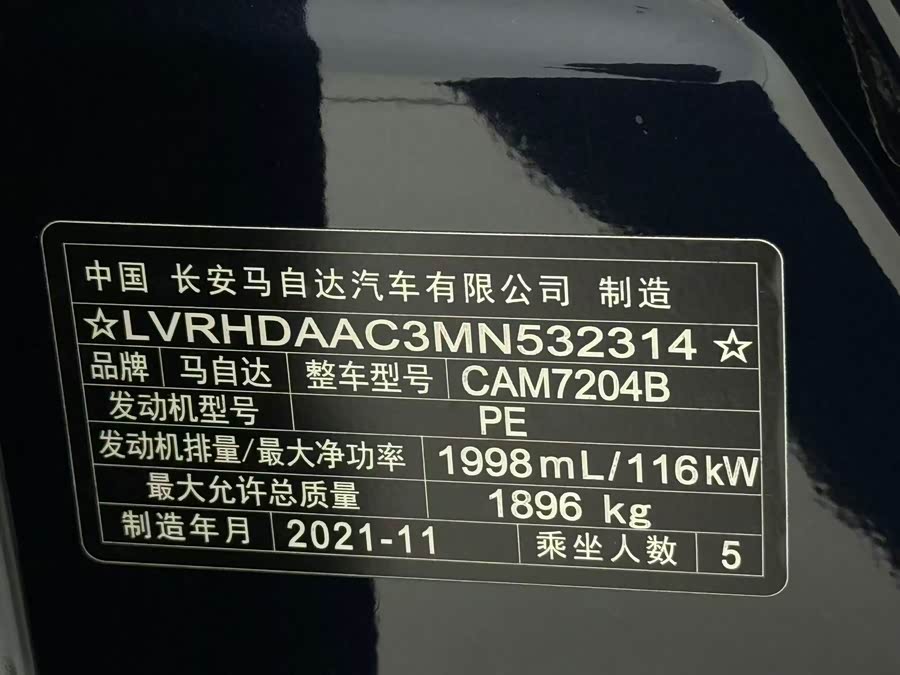 中国 长安马自达汽车有限公司 制造
☆LVRHDAAC3MN532314☆
品牌 马自达 整车型号 CAM7204B
发动机型号 PE
发动机排量/最大净功率 1998mL/116kW
最大允许总质量 1896 kg
制造年月 2021-11 乘坐人数 5